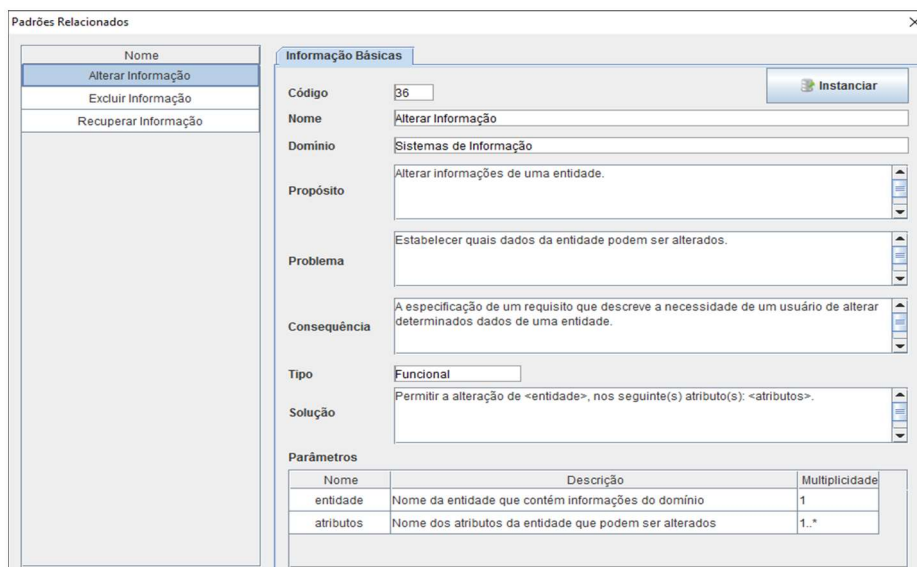 Padrões Relacionados
Nome
Alterar Informação
Excluir Informação
Recuperar Informação
Informação Básicas
Instanciar
Código 36
Nome Alterar Informação
Domínio Sistemas de Informação
Propósito Alterar informações de uma entidade.
Problema Estabelecer quais dados da entidade podem ser alterados.
Consequência A especificação de um requisito que descreve a necessidade de um usuário de alterar
determinados dados de uma entidade.
Tipo Funcional
Solução Permitir a alteração de <entidade>, nos seguinte(s) atributo(s): <atributos>.
Parâmetros
Nome Descrição Multiplicidade
entidade Nome da entidade que contém informações do domínio 1
atributos Nome dos atributos da entidade que podem ser alterados 1..*